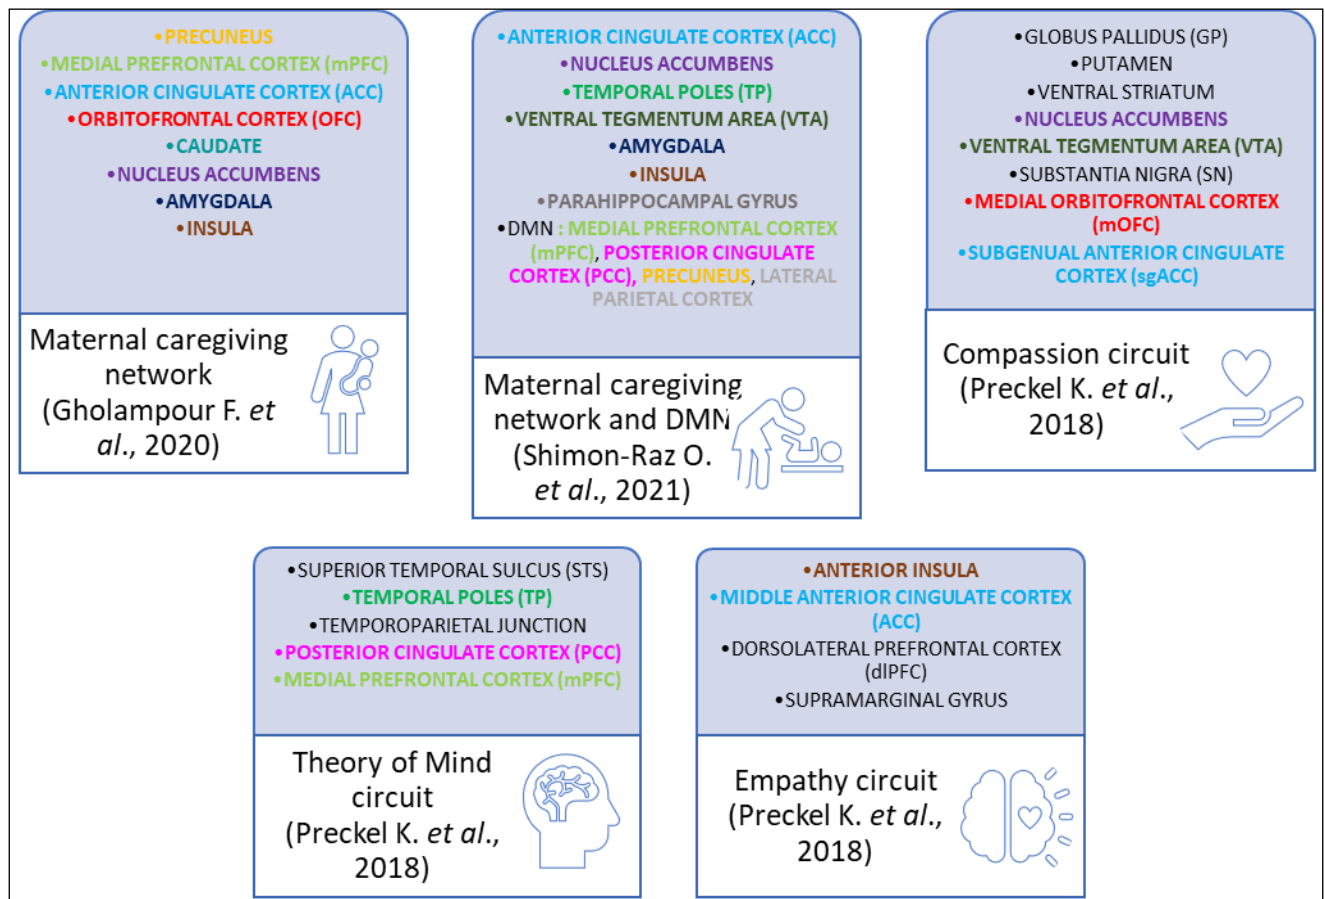 •PRECUNEUS
•MEDIAL PREFRONTAL CORTEX (mPFC)
•ANTERIOR CINGULATE CORTEX (ACC)
•ORBITOFRONTAL CORTEX (OFC)
•CAUDATE
•NUCLEUS ACCUMBENS
•AMYGDALA
•INSULA
Maternal caregiving
network
(Gholampour F. et
al., 2020)
•ANTERIOR CINGULATE CORTEX (ACC)
•NUCLEUS ACCUMBENS
•TEMPORAL POLES (TP)
•VENTRAL TEGMENTUM AREA (VTA)
•AMYGDALA
•INSULA
•PARAHIPPOCAMPAL GYRUS
•DMN : MEDIAL PREFRONTAL CORTEX
(mPFC), POSTERIOR CINGULATE
CORTEX (PCC), PRECUNEUS, LATERAL
PARIETAL CORTEX
Maternal caregiving
network and DMN
(Shimon-Raz O.
et al., 2021)
•GLOBUS PALLIDUS (GP)
•PUTAMEN
•VENTRAL STRIATUM
•NUCLEUS ACCUMBENS
•VENTRAL TEGMENTUM AREA (VTA)
•SUBSTANTIA NIGRA (SN)
•MEDIAL ORBITOFRONTAL CORTEX
(mOFC)
•SUBGENUAL ANTERIOR CINGULATE
CORTEX (sgACC)
Compassion circuit
(Preckel K. et al.,
2018)
•SUPERIOR TEMPORAL SULCUS (STS)
•TEMPORAL POLES (TP)
•TEMPOROPARIETAL JUNCTION
•POSTERIOR CINGULATE CORTEX (PCC)
•MEDIAL PREFRONTAL CORTEX (mPFC)
Theory of Mind
circuit
(Preckel K. et al.,
2018)
•ANTERIOR INSULA
•MIDDLE ANTERIOR CINGULATE CORTEX
(ACC)
•DORSOLATERAL PREFRONTAL CORTEX
(dlPFC)
•SUPRAMARGINAL GYRUS
Empathy circuit
(Preckel K. et al.,
2018)